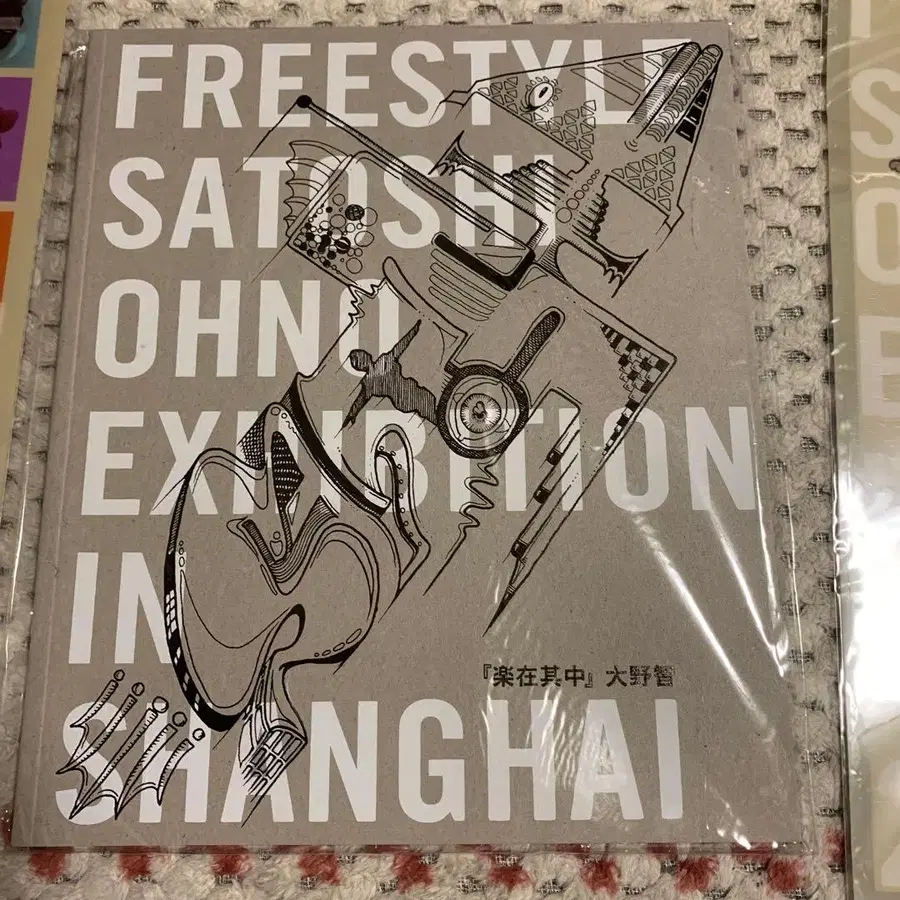 FREESTYLE
SATOSHI
OHNO
EXHIBITION
IN
『楽在其中』大野智
SHANGHAI